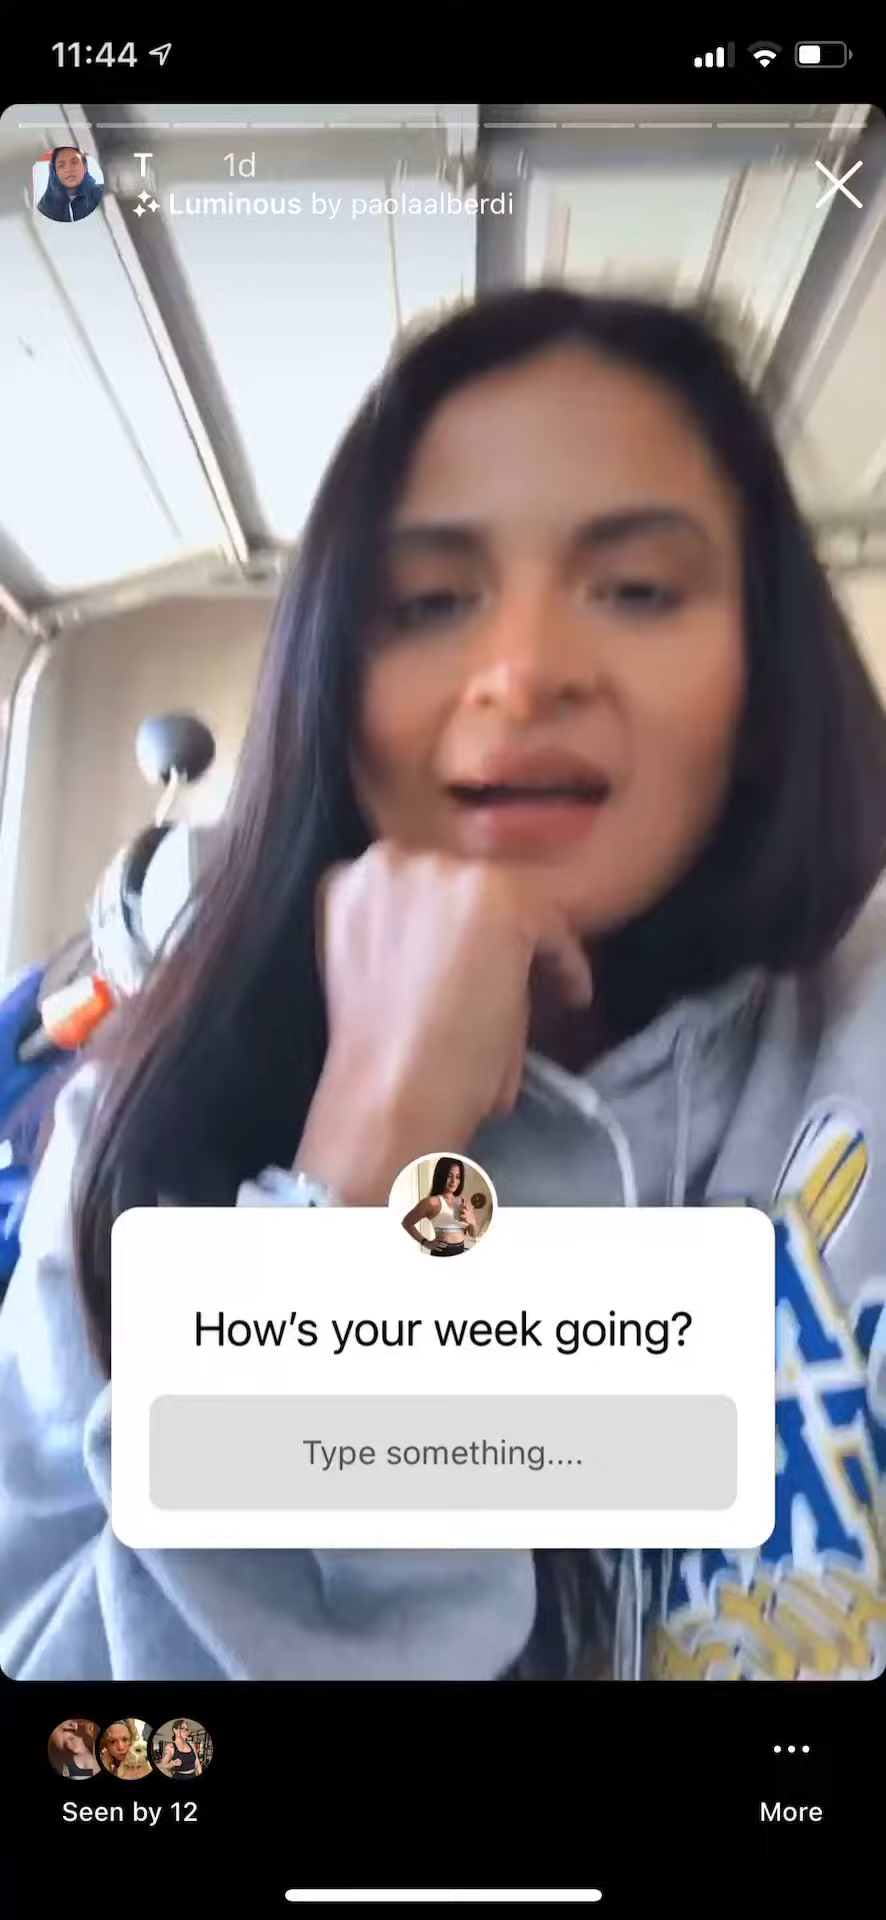 11:44
T 1d
Luminous by paolaalberdi
How's your week going?
Type something....
Seen by 12
More